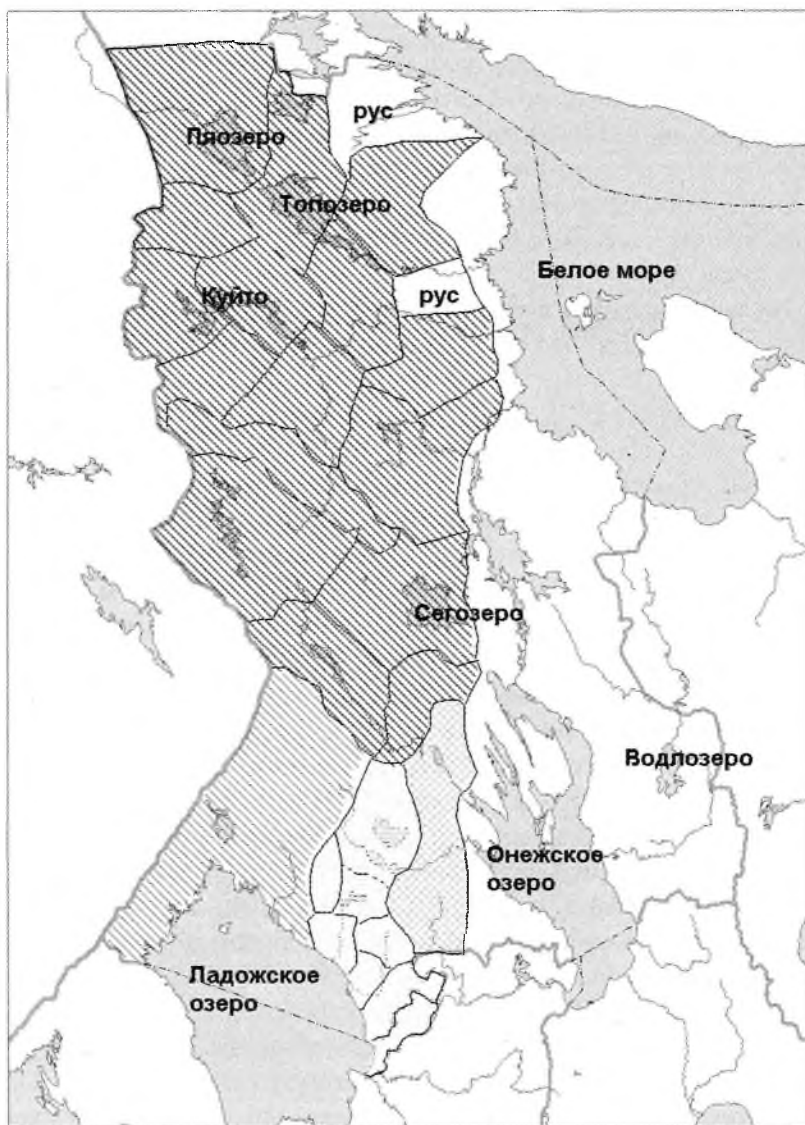 рус
Пяозеро
Топозеро
Белое море
Куйто
рус
Сегозеро
Водлозеро
Онежское
озеро
Ладожское
озеро